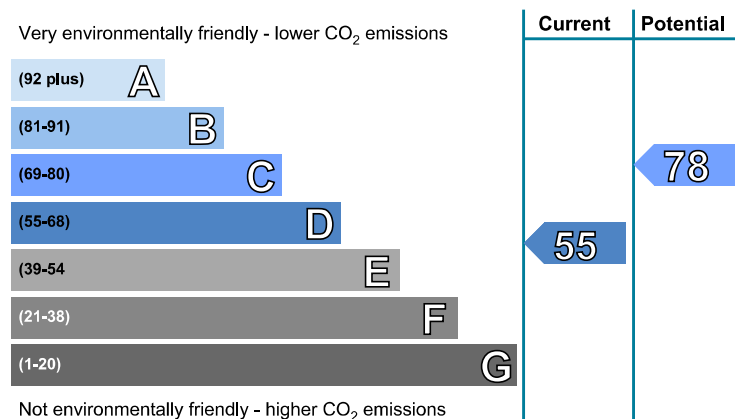 Very environmentally friendly - lower CO₂ emissions
Current
Potential
(92 plus) A
(81-91) B
(69-80) C
78
(55-68) D
55
(39-54 E
(21-38) F
(1-20) G
Not environmentally friendly - higher CO₂ emissions